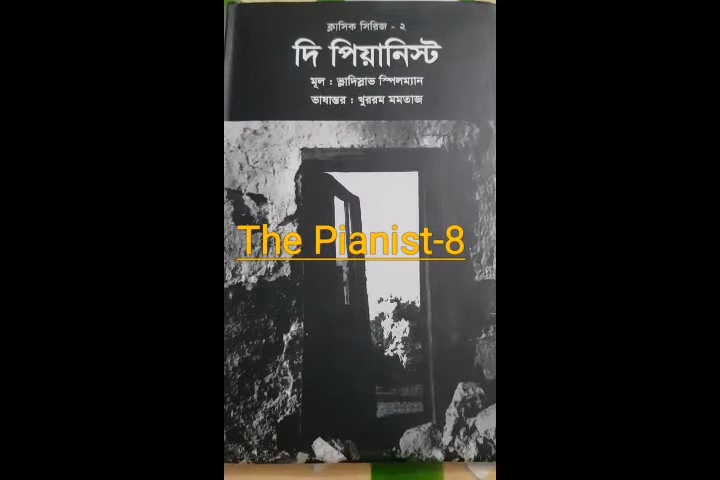 ক্লাসিক সিরিজ - ২
দি পিয়ানিস্ট
মূল : ভ্লাদিস্লাভ স্পিলম্যান
ভাষান্তর : খুররম মমতাজ
The Pianist-8